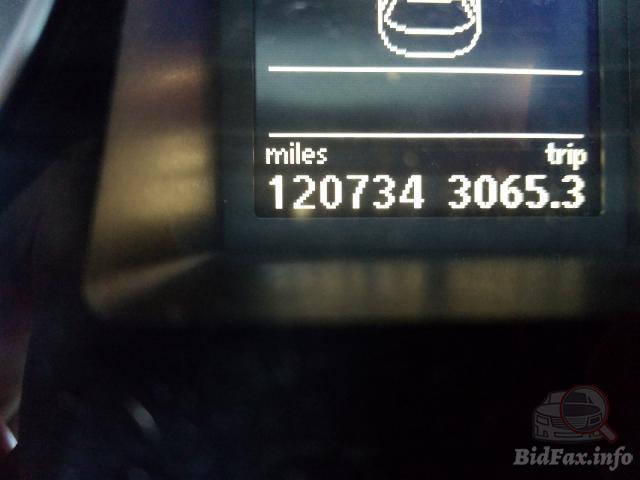 miles trip
120734 3065.3
BidFax.info